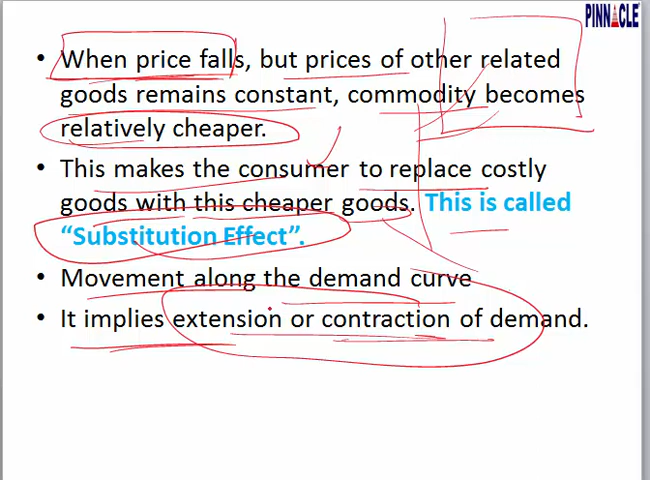 PINNACLE
• When price falls, but prices of other related
goods remains constant, commodity becomes
relatively cheaper.
• This makes the consumer to replace costly
goods with this cheaper goods. This is called
“Substitution Effect”.
• Movement along the demand curve
• It implies extension or contraction of demand.